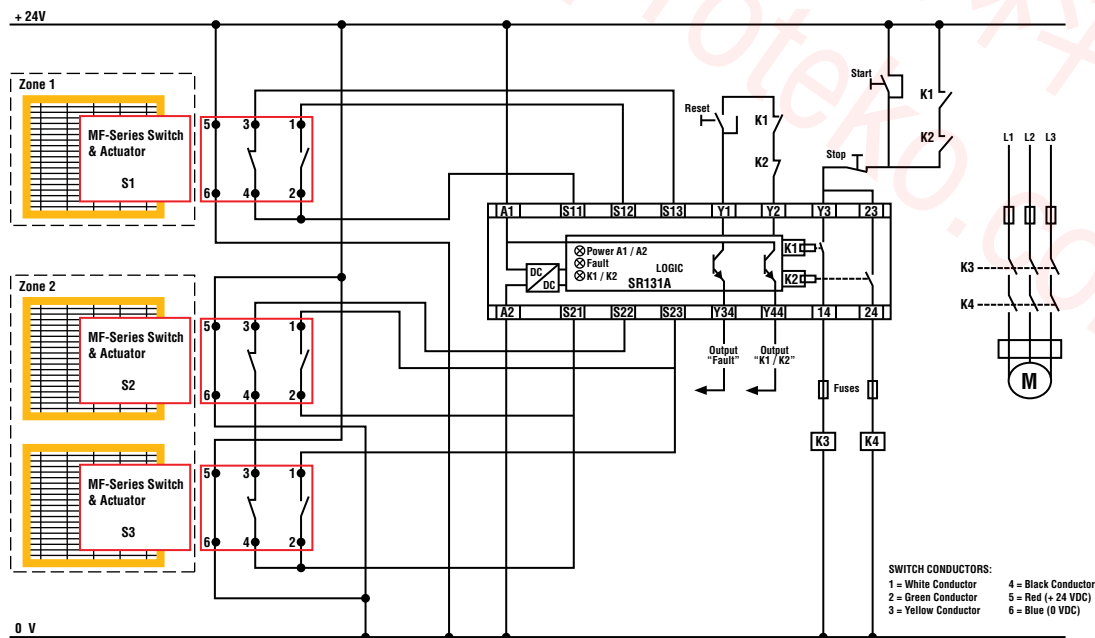 + 24V
Zone 1
MF-Series Switch
& Actuator
S1
5 3 1
6 4 2
Zone 2
MF-Series Switch
& Actuator
S2
5 3 1
6 4 2
MF-Series Switch
& Actuator
S3
5 3 1
6 4 2
0 V
Reset
K1
K2
Start
Stop
K1
K2
A1 S11 S12 S13 Y1 Y2 Y3 23
Power A1 / A2
Fault
K1 / K2
DC
DC
LOGIC
SR131A
K1
K2
A2 S21 S22 S23 Y34 Y44 14 24
Output
"Fault"
Output
"K1 / K2"
Fuses
K3
K4
L1 L2 L3
K3
K4
M
SWITCH CONDUCTORS:
1 = White Conductor
2 = Green Conductor
3 = Yellow Conductor
4 = Black Conductor
5 = Red (+ 24 VDC)
6 = Blue (0 VDC)